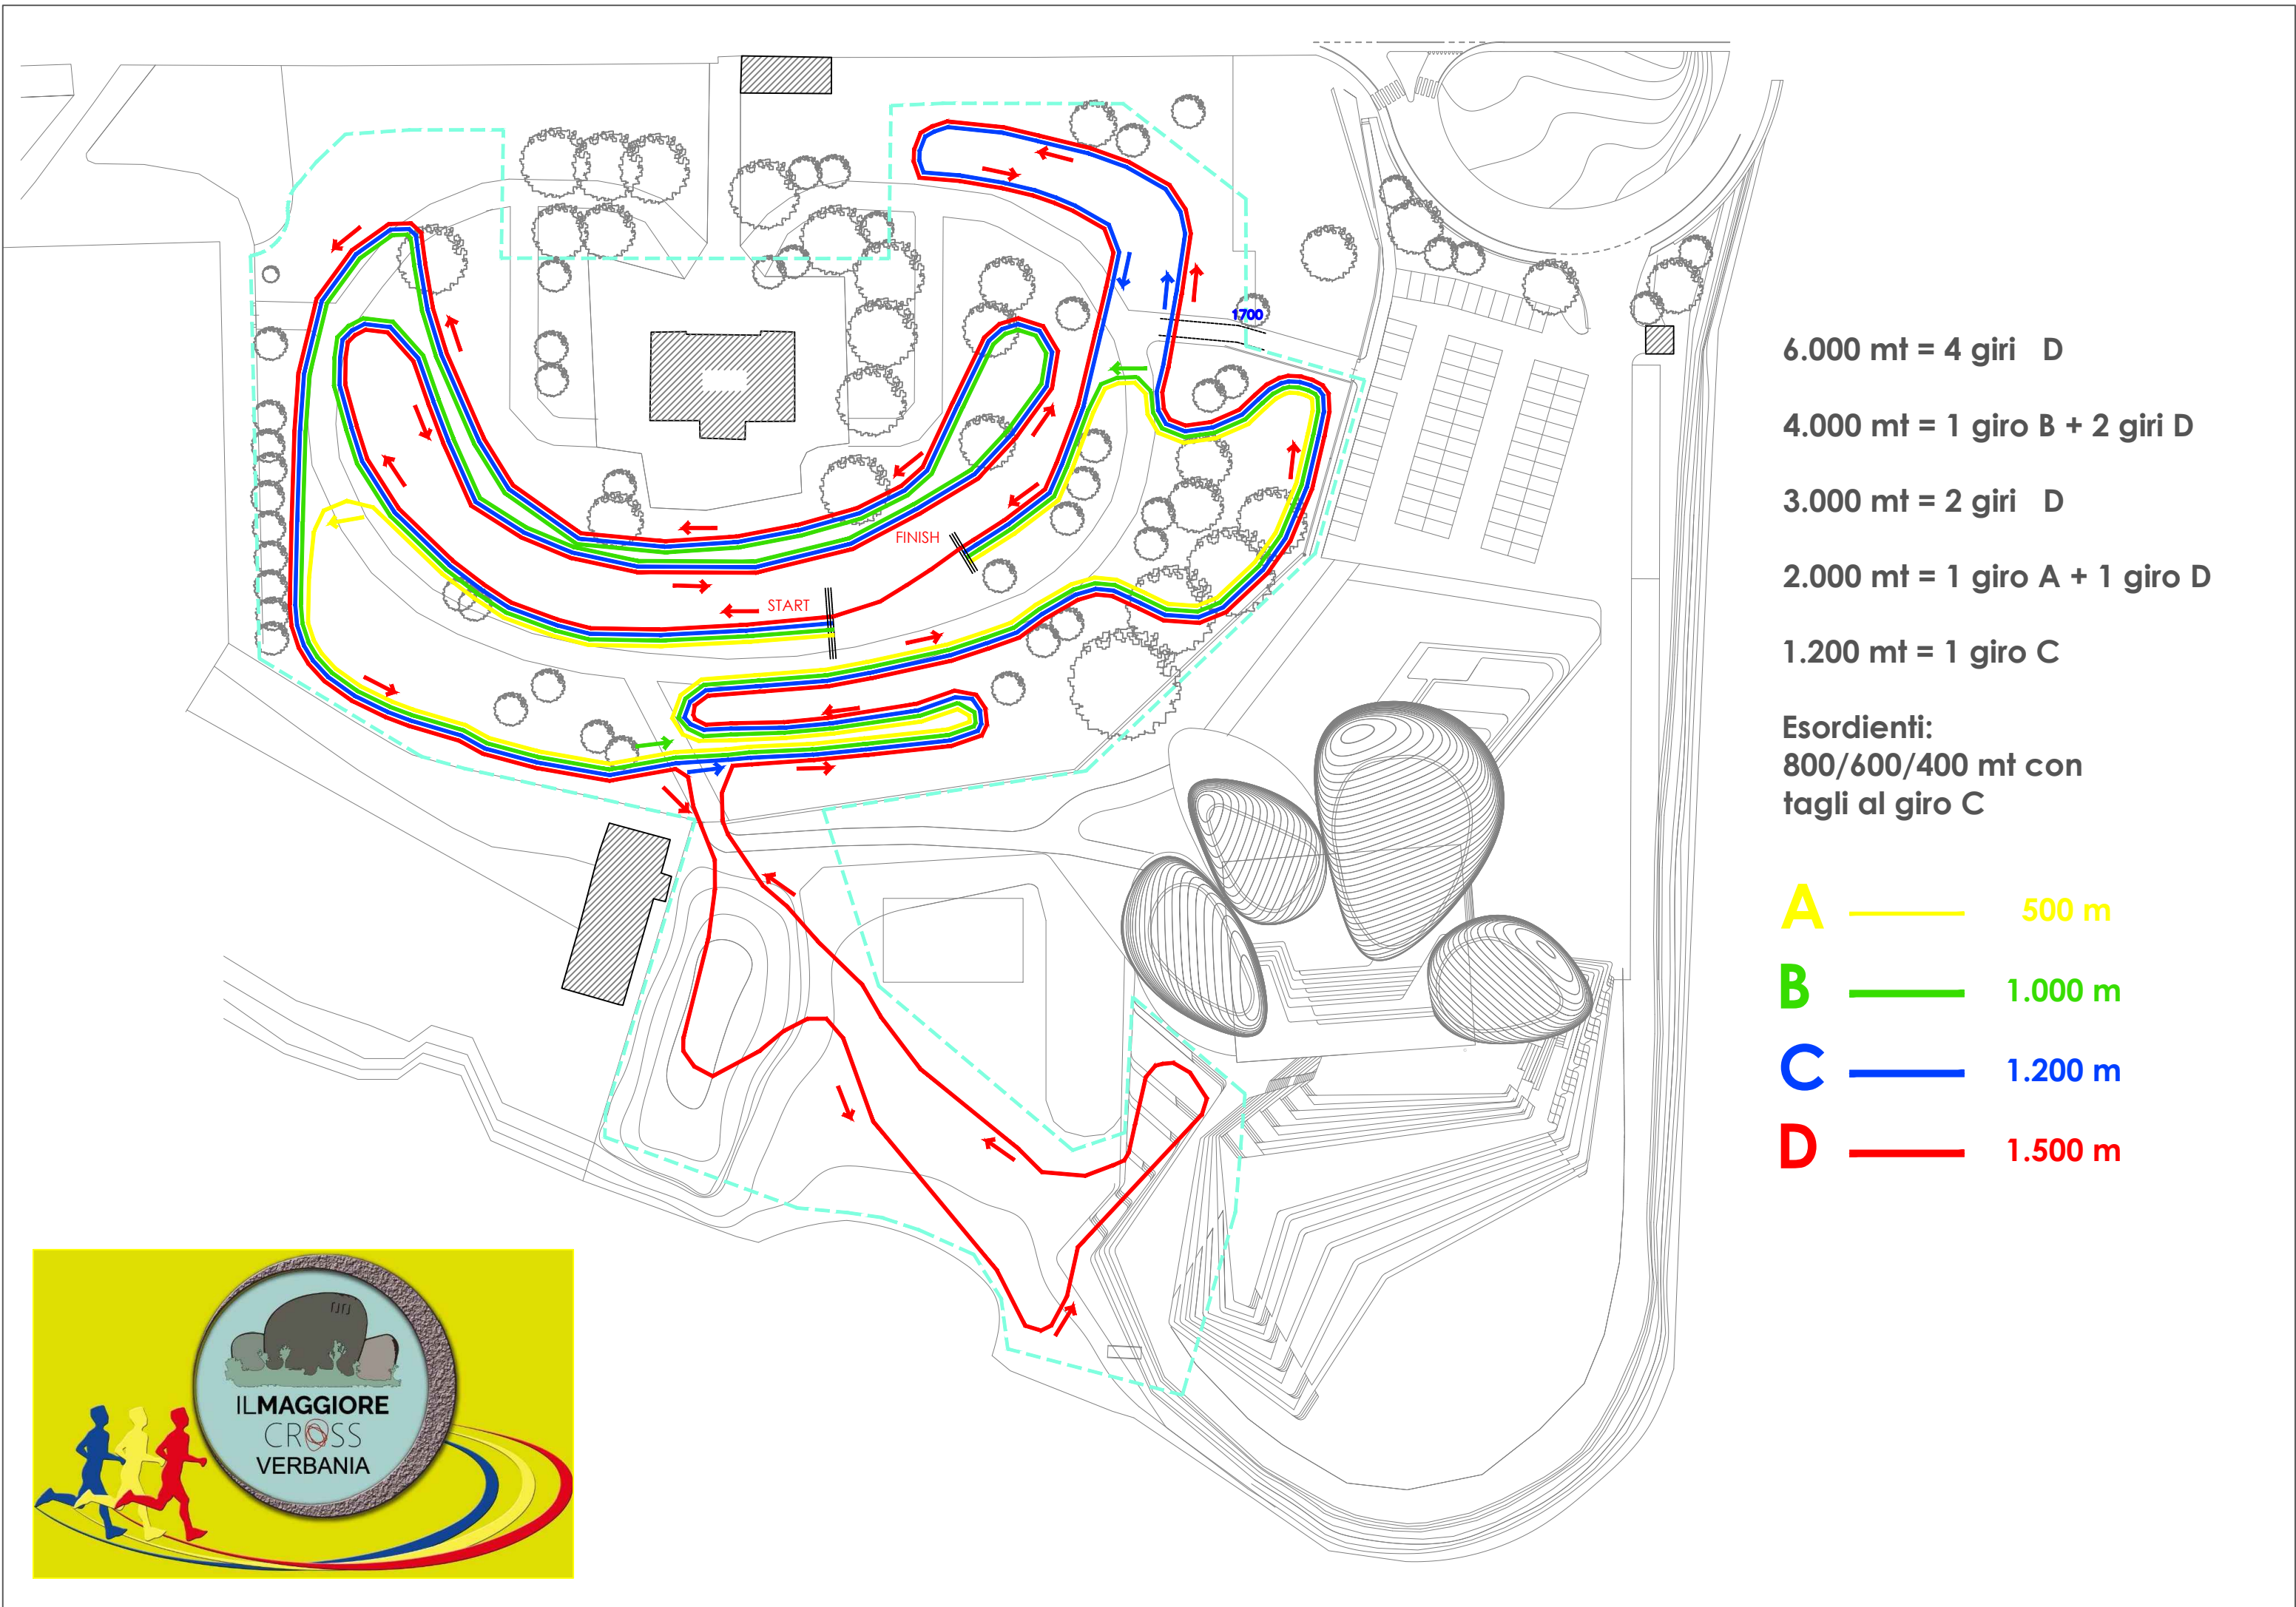 1700
FINISH
START
6.000 mt = 4 giri D
4.000 mt = 1 giro B + 2 giri D
3.000 mt = 2 giri D
2.000 mt = 1 giro A + 1 giro D
1.200 mt = 1 giro C
Esordienti:
800/600/400 mt con
tagli al giro C
A 500 m
B 1.000 m
C 1.200 m
D 1.500 m
ILMAGGIORE
CROSS
VERBANIA